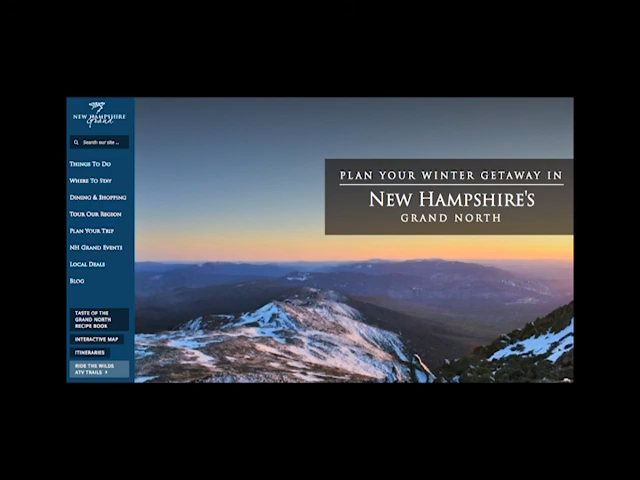 NEW HAMPSHIRE
Grand
Search our site ...
THINGS TO DO
WHERE TO STAY
DINING & SHOPPING
TOUR OUR REGION
PLAN YOUR TRIP
NH GRAND EVENTS
LOCAL DEALS
BLOG
TASTE OF THE
GRAND NORTH
RECIPE BOOK
INTERACTIVE MAP
ITINERARIES
RIDE THE WILDS
ATV TRAILS
PLAN YOUR WINTER GETAWAY IN
NEW HAMPSHIRE'S
GRAND NORTH